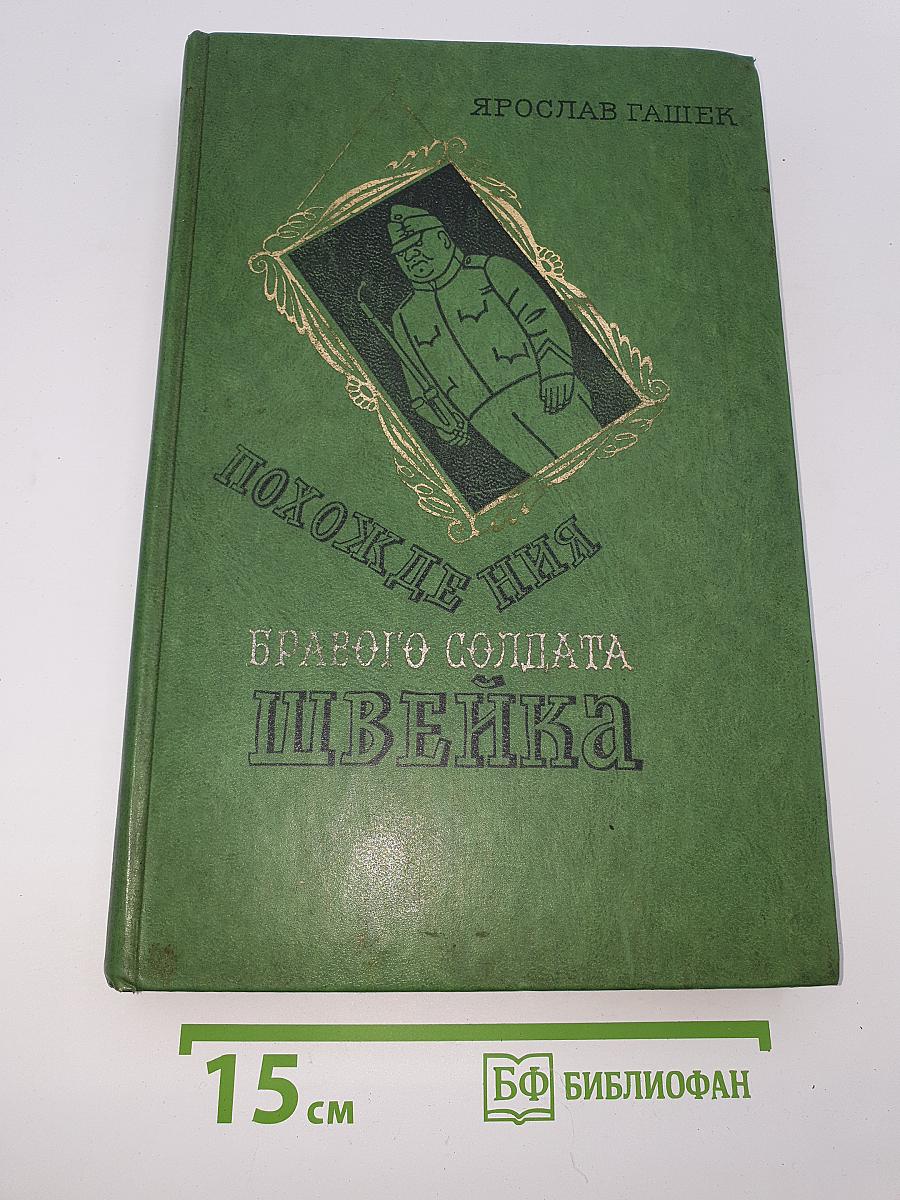 ЯРОСЛАВ ГАШЕК
ПОХОЖДЕНИЯ
БРАВОГО СОЛДАТА
ШВЕЙКа
15 см
БФ БИБЛИОФАН